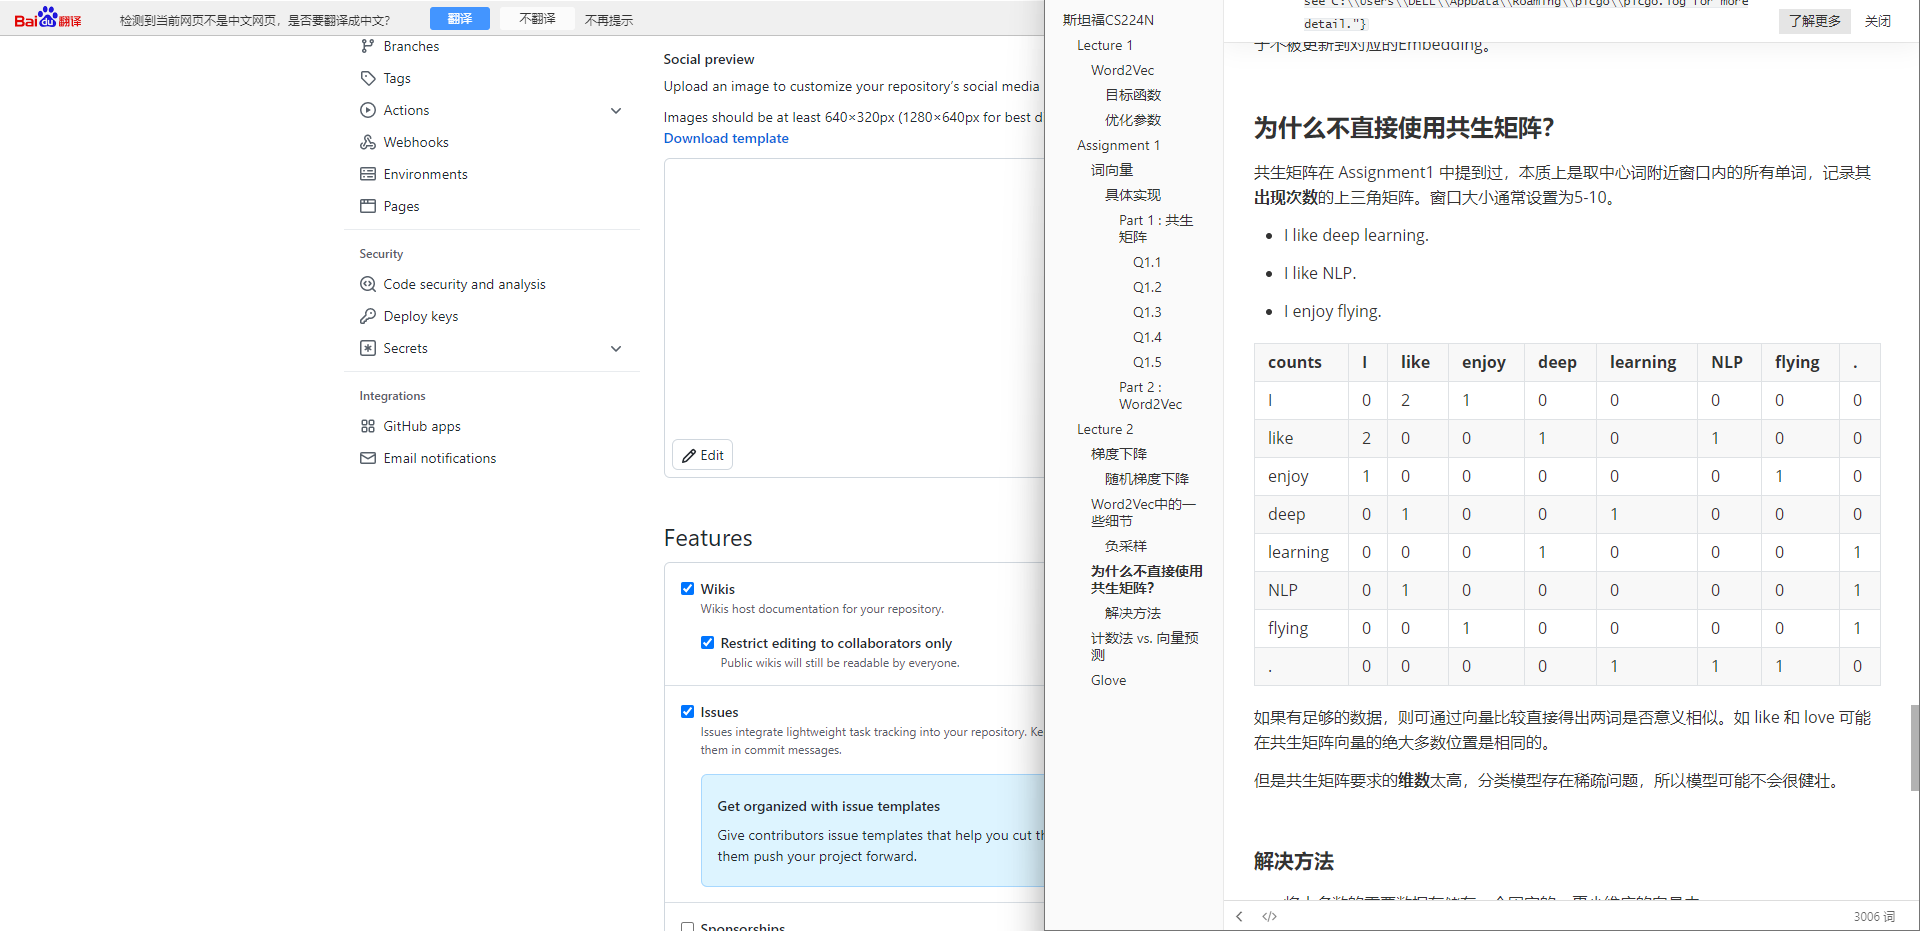 Bai du 翻译 检测到当前网页不是中文网页，是否要翻译成中文? 翻译 不翻译 不再提示
Branches
Tags
Actions
Webhooks
Environments
Pages
Security
Code security and analysis
Deploy keys
Secrets
Integrations
GitHub apps
Email notifications
Social preview
Upload an image to customize your repository's social media
Images should be at least 640×320px (1280×640px for best d
Download template
Edit
Features
Wikis
Wikis host documentation for your repository.
Restrict editing to collaborators only
Public wikis will still be readable by everyone.
Issues
Issues integrate lightweight task tracking into your repository. Ke
them in commit messages.
Get organized with issue templates
Give contributors issue templates that help you cut th
them push your project forward.
Sponsorships
斯坦福CS224N
Lecture 1
Word2Vec
目标函数
优化参数
Assignment 1
词向量
具体实现
Part 1 : 共生
矩阵
Q1.1
Q1.2
Q1.3
Q1.4
Q1.5
Part 2 :
Word2Vec
Lecture 2
梯度下降
随机梯度下降
Word2Vec中的一
些细节
负采样
为什么不直接使用
共生矩阵?
解决方法
计数法 vs. 向量预
测
Glove
see C:\\Users\\DELL\\AppData\\Roaming\\picgo\\picgo.log for more
detail."}
了解更多 关闭
于不被更新到对应的Embedding。
为什么不直接使用共生矩阵?
共生矩阵在 Assignment1 中提到过，本质上是取中心词附近窗口内的所有单词，记录其
出现次数的上三角矩阵。窗口大小通常设置为5-10。
I like deep learning.
I like NLP.
I enjoy flying.
counts I like enjoy deep learning NLP flying .
I 0 2 1 0 0 0 0 0
like 2 0 0 1 0 1 0 0
enjoy 1 0 0 0 0 0 1 0
deep 0 1 0 0 1 0 0 0
learning 0 0 0 1 0 0 0 1
NLP 0 1 0 0 0 0 0 1
flying 0 0 1 0 0 0 0 1
. 0 0 0 0 1 1 1 0
如果有足够的数据，则可通过向量比较直接得出两词是否意义相似。如 like 和 love 可能
在共生矩阵向量的绝大多数位置是相同的。
但是共生矩阵要求的维数太高，分类模型存在稀疏问题，所以模型可能不会很健壮。
解决方法
3006 词